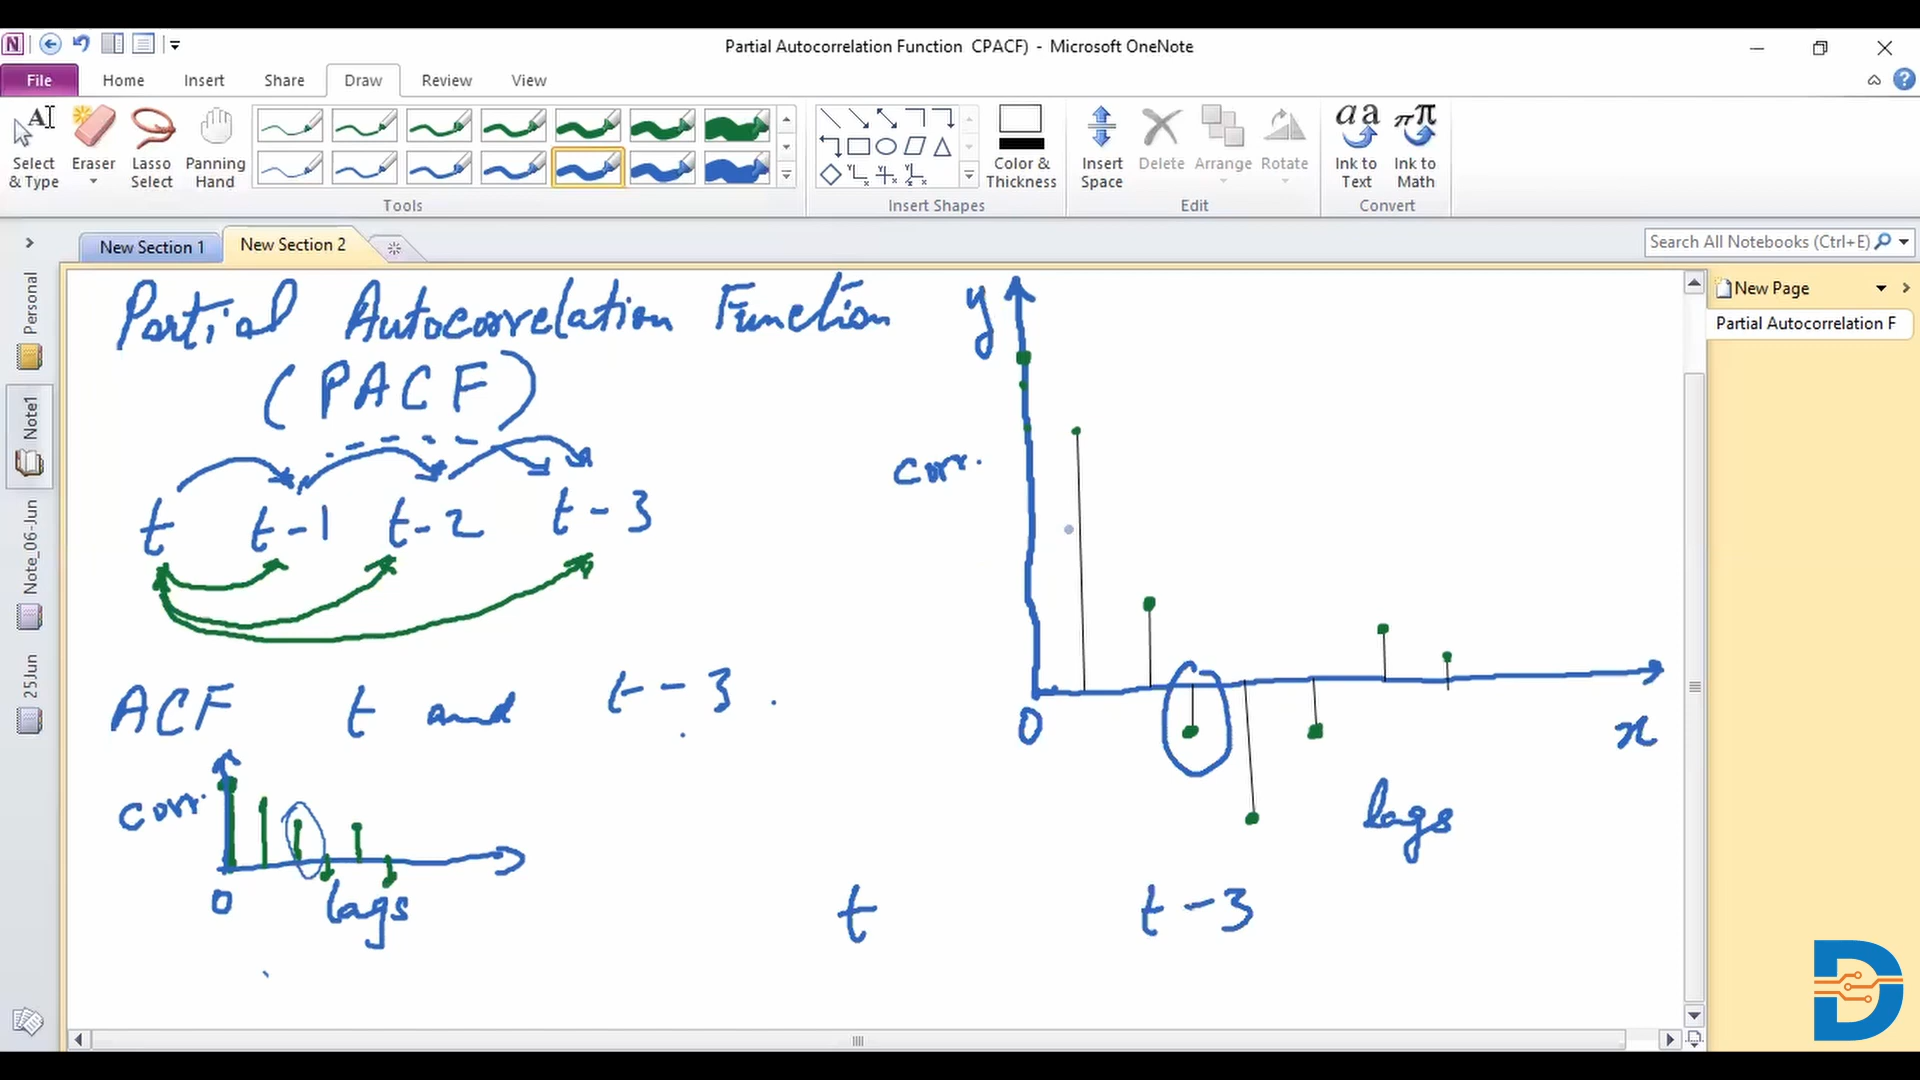 Partial Autocorrelation Function (CPACF) - Microsoft OneNote
File Home Insert Share Draw Review View
Select & Type
Eraser
Lasso Select
Panning Hand
Color & Thickness
Insert Space
Delete
Arrange
Rotate
Ink to Text
Ink to Math
Tools
Insert Shapes
Edit
Convert
New Section 1
New Section 2
Search All Notebooks (Ctrl+E)
Personal
Note1
Note_06-Jun
25Jun
New Page
Partial Autocorrelation F
Partial Autocorrelation Function
(PACF)
t t-1 t-2 t-3
ACF t and t-3.
corr.
0
lags
y
corr.
0
x
lags
t t-3
D